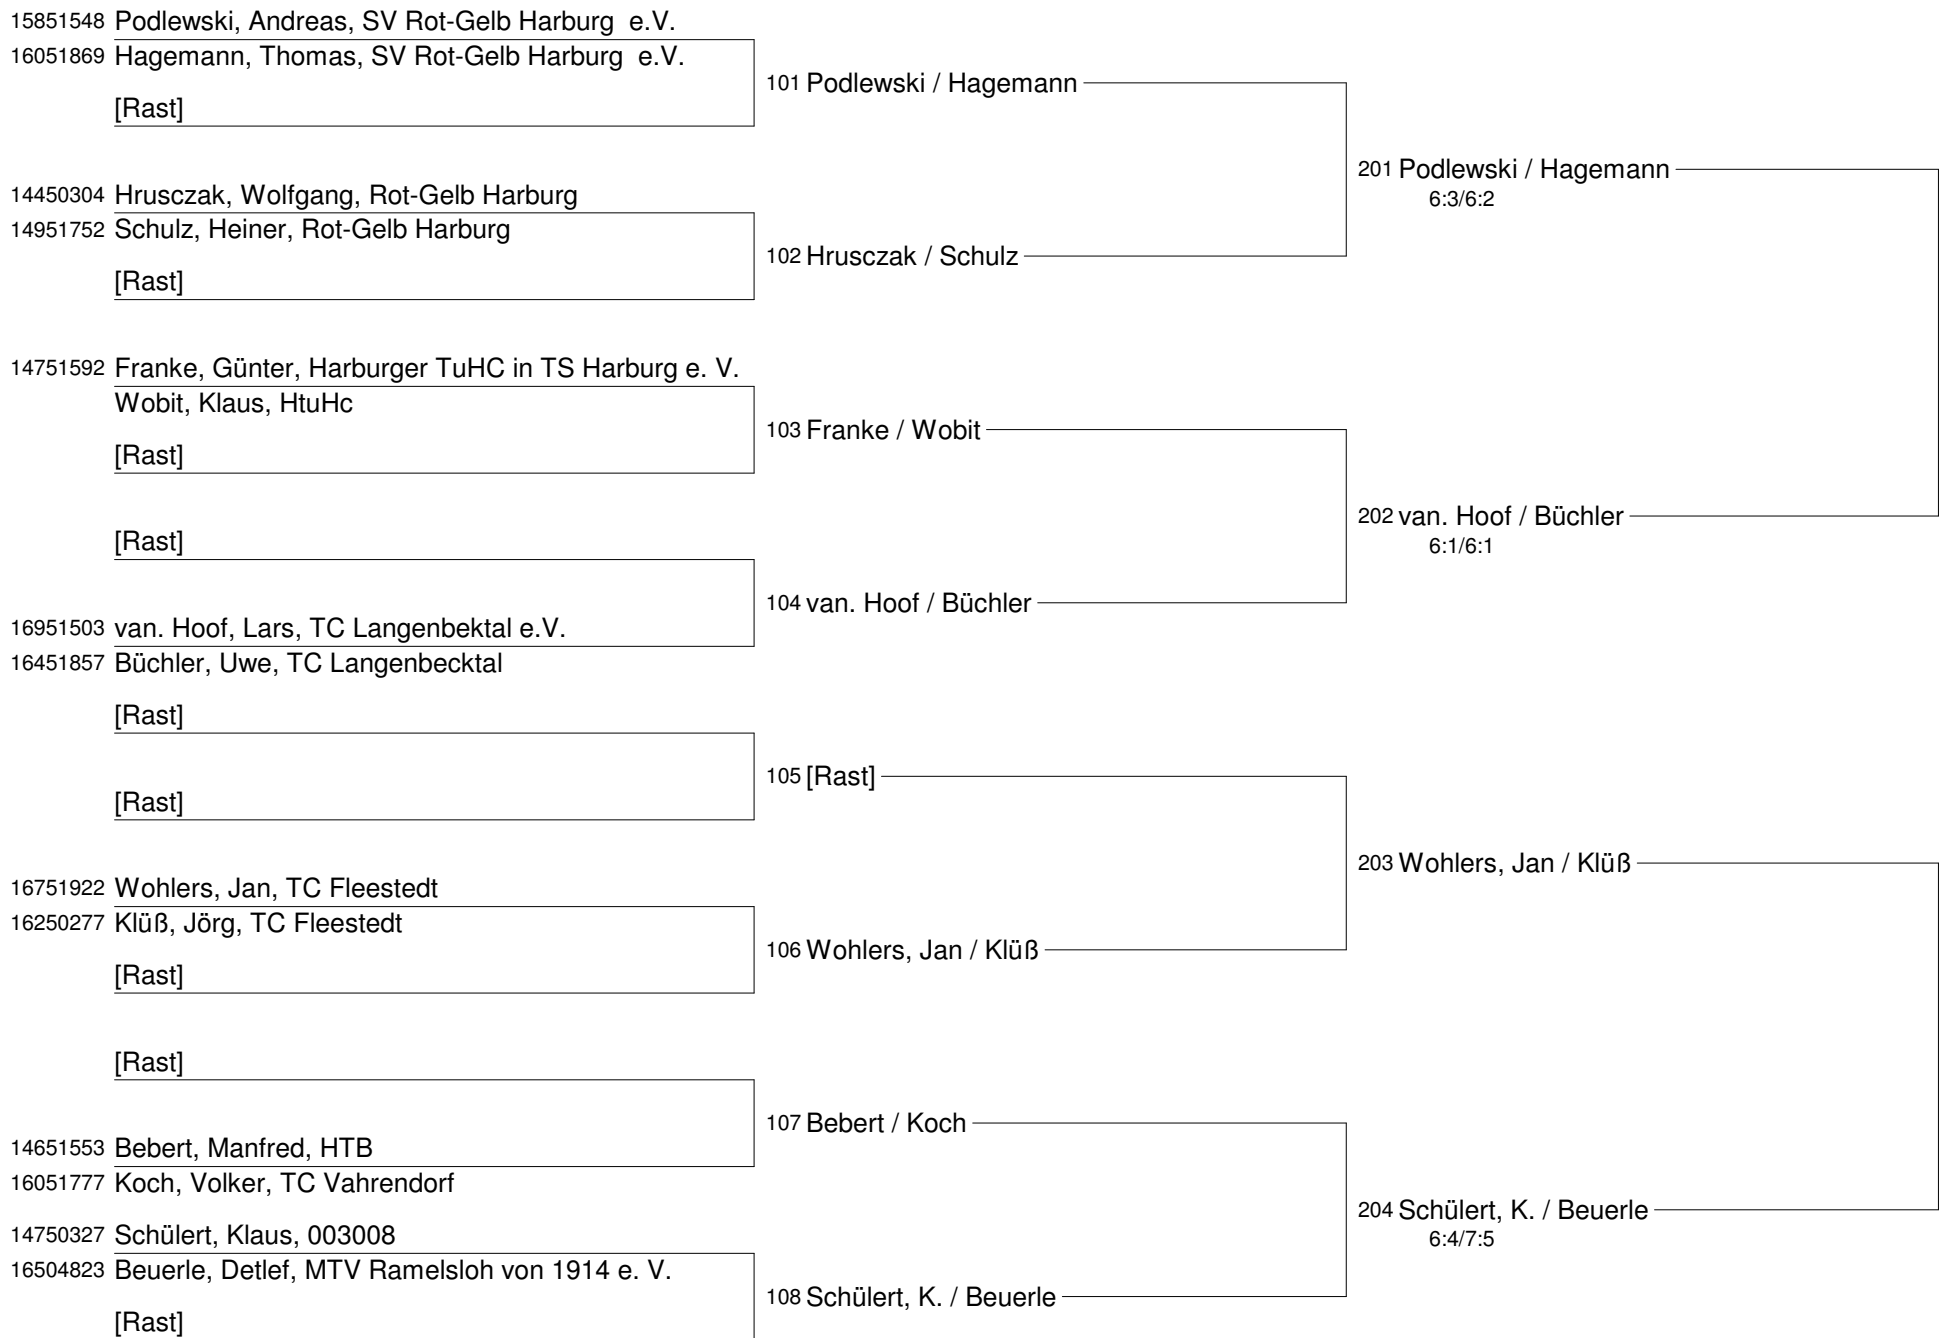 15851548 Podlewski, Andreas, SV Rot-Gelb Harburg e.V.
16051869 Hagemann, Thomas, SV Rot-Gelb Harburg e.V.
101 Podlewski / Hagemann
[Rast]
201 Podlewski / Hagemann
6:3/6:2
14450304 Hrusczak, Wolfgang, Rot-Gelb Harburg
14951752 Schulz, Heiner, Rot-Gelb Harburg
102 Hrusczak / Schulz
[Rast]
14751592 Franke, Günter, Harburger TuHC in TS Harburg e. V.
Wobit, Klaus, HtuHc
103 Franke / Wobit
[Rast]
202 van. Hoof / Büchler
6:1/6:1
[Rast]
104 van. Hoof / Büchler
16951503 van. Hoof, Lars, TC Langenbektal e.V.
16451857 Büchler, Uwe, TC Langenbecktal
[Rast]
105 [Rast]
[Rast]
203 Wohlers, Jan / Klüß
16751922 Wohlers, Jan, TC Fleestedt
16250277 Klüß, Jörg, TC Fleestedt
106 Wohlers, Jan / Klüß
[Rast]
[Rast]
107 Bebert / Koch
14651553 Bebert, Manfred, HTB
16051777 Koch, Volker, TC Vahrendorf
204 Schülert, K. / Beuerle
6:4/7:5
14750327 Schülert, Klaus, 003008
16504823 Beuerle, Detlef, MTV Ramelsloh von 1914 e. V.
108 Schülert, K. / Beuerle
[Rast]